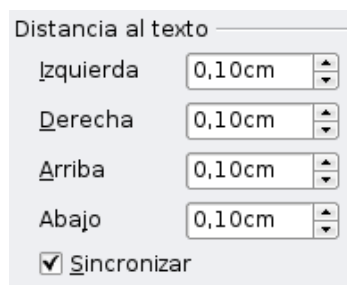 Distancia al texto
Izquierda 0,10cm
Derecha 0,10cm
Arriba 0,10cm
Abajo 0,10cm
Sincronizar